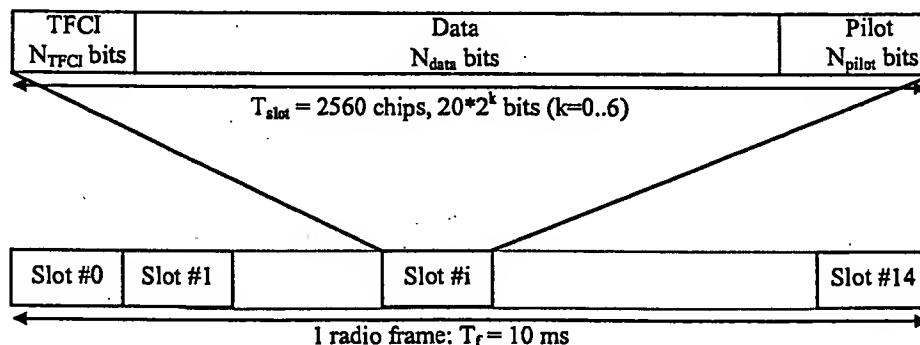 TFCI
N_TFCI bits
Data
N_data bits
Pilot
N_pilot bits
T_slot = 2560 chips, 20*2^k bits (k=0..6)
Slot #0 Slot #1 Slot #i Slot #14
1 radio frame: T_f = 10 ms